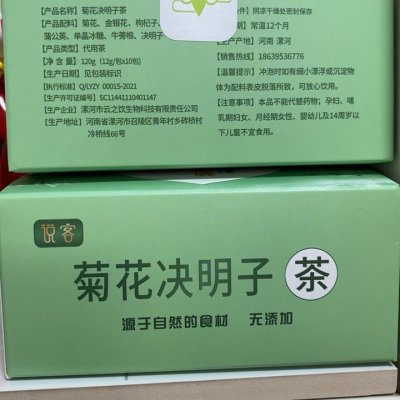 【产品名称】菊花决明子茶
【产品配料】菊花、金银花、枸杞子、
蒲公英、单晶冰糖、牛蒡根、决明子
【产品类型】代用茶
【净 含 量】120g（12g/包x10包）
【生产日期】见包装标识
【执行标准】Q/LYZY 0001S-2021
【生产许可证编号】SC11441110401147
【生产企业】漯河市云之饮生物科技有限责任公司
【生产地址】河南省漯河市召陵区青年村乡砖桥村
冷桥线66号
件】阴凉干燥处密封保存
期】常温12个月
【生产产地】河南 漯河
【销售热线】18639536776
【温馨提示】冲泡时如有细小漂浮或沉淀物
体为配料表皮脱落所致，可放心饮用。
【注意事项】本品不能代替药物；孕妇、哺
乳期妇女、月经期女性、婴幼儿及14周岁以
下儿童不宜食用。
说客
菊花决明子 茶
源于自然的食材 无添加